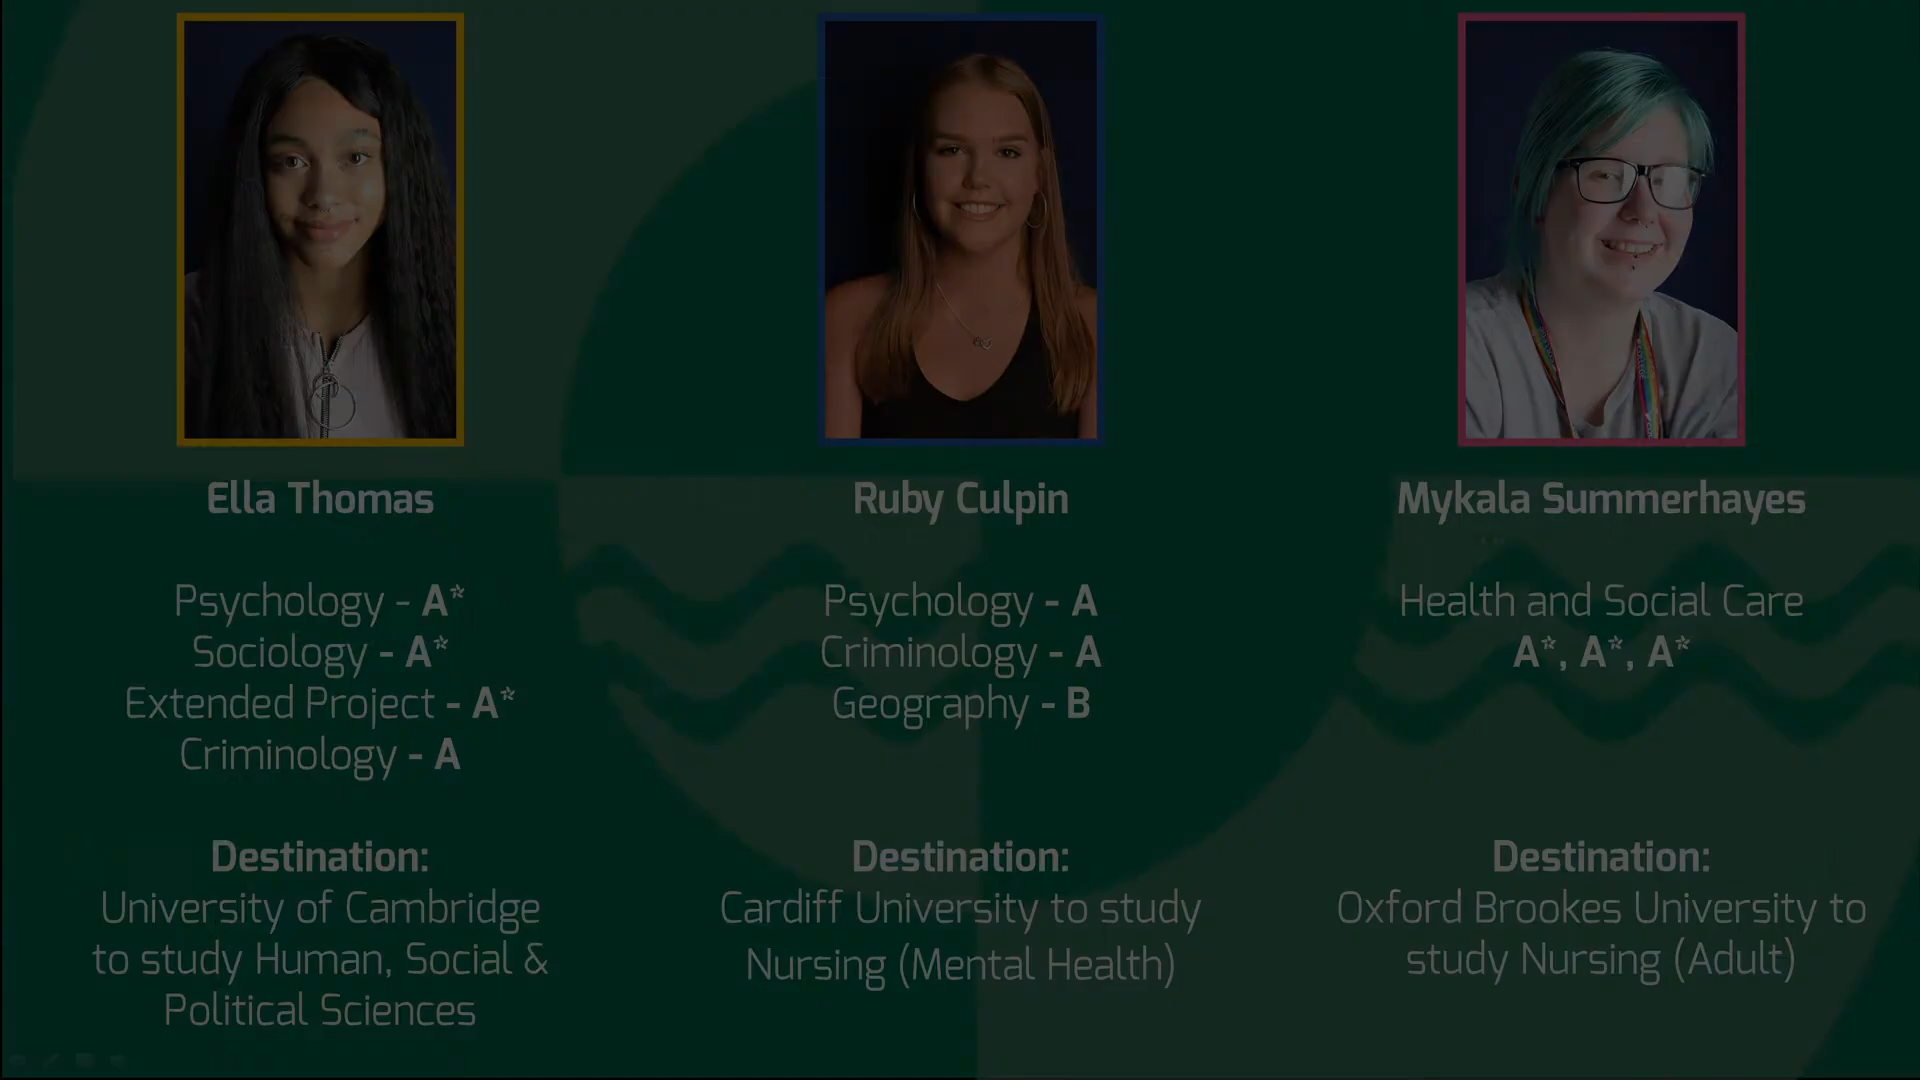 Ella Thomas
Psychology - A*
Sociology - A*
Extended Project - A*
Criminology - A
Destination:
University of Cambridge
to study Human, Social &
Political Sciences
Ruby Culpin
Psychology - A
Criminology - A
Geography - B
Destination:
Cardiff University to study
Nursing (Mental Health)
Mykala Summerhayes
Health and Social Care
A*, A*, A*
Destination:
Oxford Brookes University to
study Nursing (Adult)